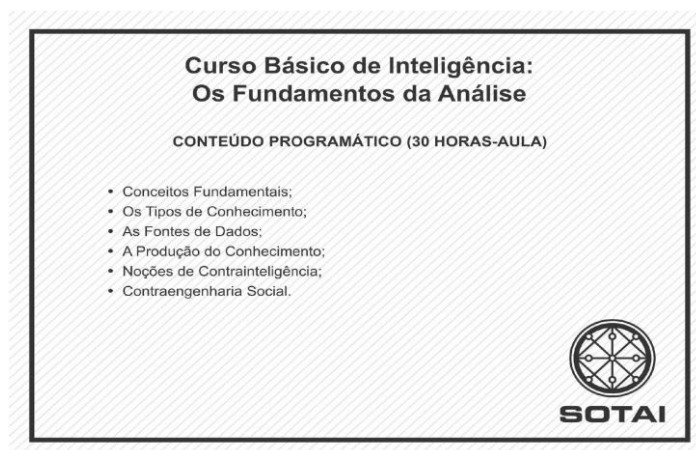 Curso Básico de Inteligência:
Os Fundamentos da Análise
CONTEÚDO PROGRAMÁTICO (30 HORAS-AULA)
• Conceitos Fundamentais;
• Os Tipos de Conhecimento;
• As Fontes de Dados;
• A Produção do Conhecimento;
• Noções de Contrainteligência;
• Contraengenharia Social.
SOTAI